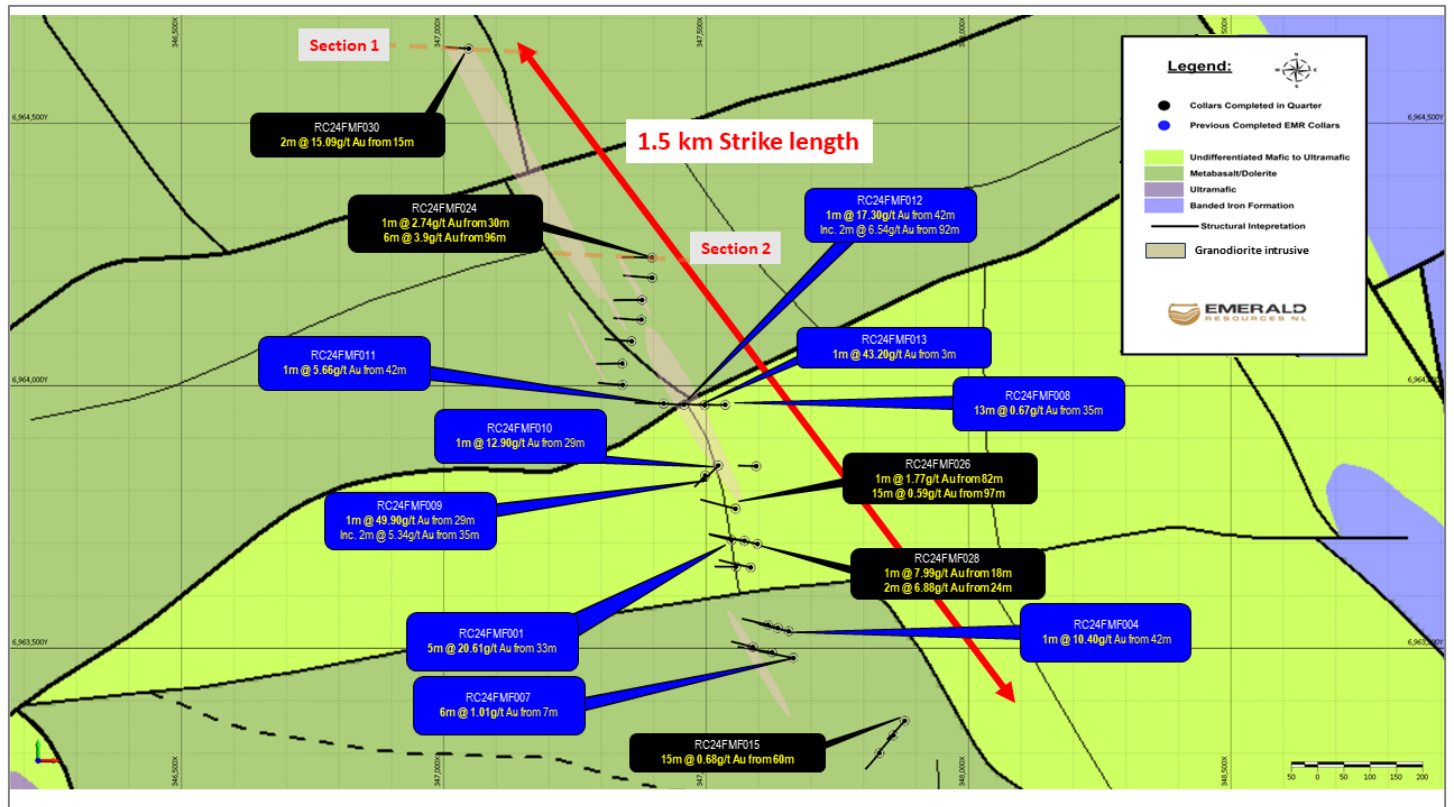 346,500X
347,000X
347,500X
348,000X
348,500X
Section 1
6,964,500Y
6,964,500Y
RC24FMF030
2m @ 15.09g/t Au from 15m
1.5 km Strike length
Legend:
N
W
E
S
Collars Completed in Quarter
Previous Completed EMR Collars
Undifferentiated Mafic to Ultramafic
Metabasalt/Dolerite
Ultramafic
Banded Iron Formation
Structural Intepretation
Granodiorite intrusive
EMERALD
RESOURCES NL
RC24FMF024
1m @ 2.74g/t Au from 30m
6m @ 3.9g/t Au from 96m
RC24FMF012
1m @ 17.30g/t Au from 42m
Inc. 2m @ 6.54g/t Au from 92m
Section 2
RC24FMF011
1m @ 5.66g/t Au from 42m
RC24FMF013
1m @ 43.20g/t Au from 3m
6,964,000Y
RC24FMF008
13m @ 0.67g/t Au from 35m
RC24FMF010
1m @ 12.90g/t Au from 29m
RC24FMF026
1m @ 1.77g/t Au from 82m
15m @ 0.59g/t Au from 97m
RC24FMF009
1m @ 49.90g/t Au from 29m
Inc. 2m @ 5.34g/t Au from 35m
RC24FMF028
1m @ 7.99g/t Au from 18m
2m @ 6.88g/t Au from 24m
RC24FMF001
5m @ 20.61g/t Au from 33m
RC24FMF004
1m @ 10.40g/t Au from 42m
6,963,500Y
RC24FMF007
6m @ 1.01g/t Au from 7m
RC24FMF015
15m @ 0.68g/t Au from 60m
346,500X
347,000X
348,000X
348,500X
50 0 50 100 150 200